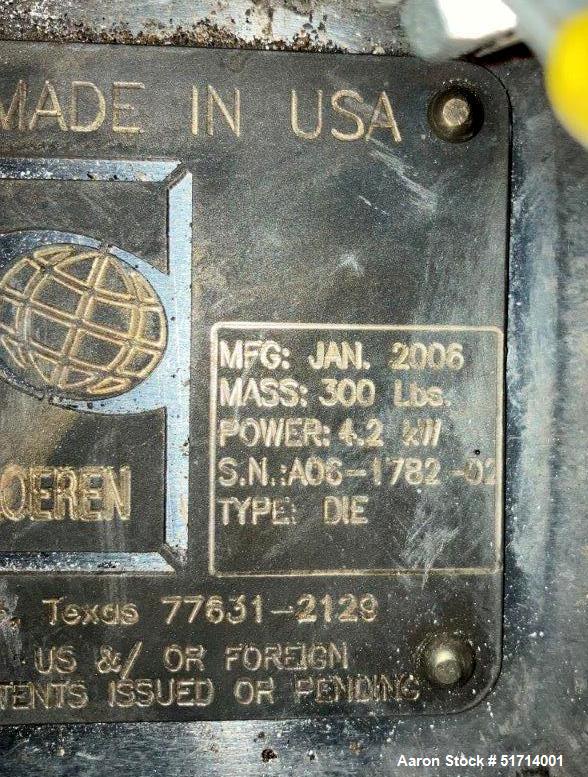 MADE IN USA
MFG: JAN. 2006
MASS: 300 Lbs.
POWER: 4.2 kW
S.N.:A06-1782-02
TYPE: DIE
OEREN
, Texas 77631-2129
US &/ OR FOREIGN
TENTS ISSUED OR PENDING
Aaron Stock # 51714001